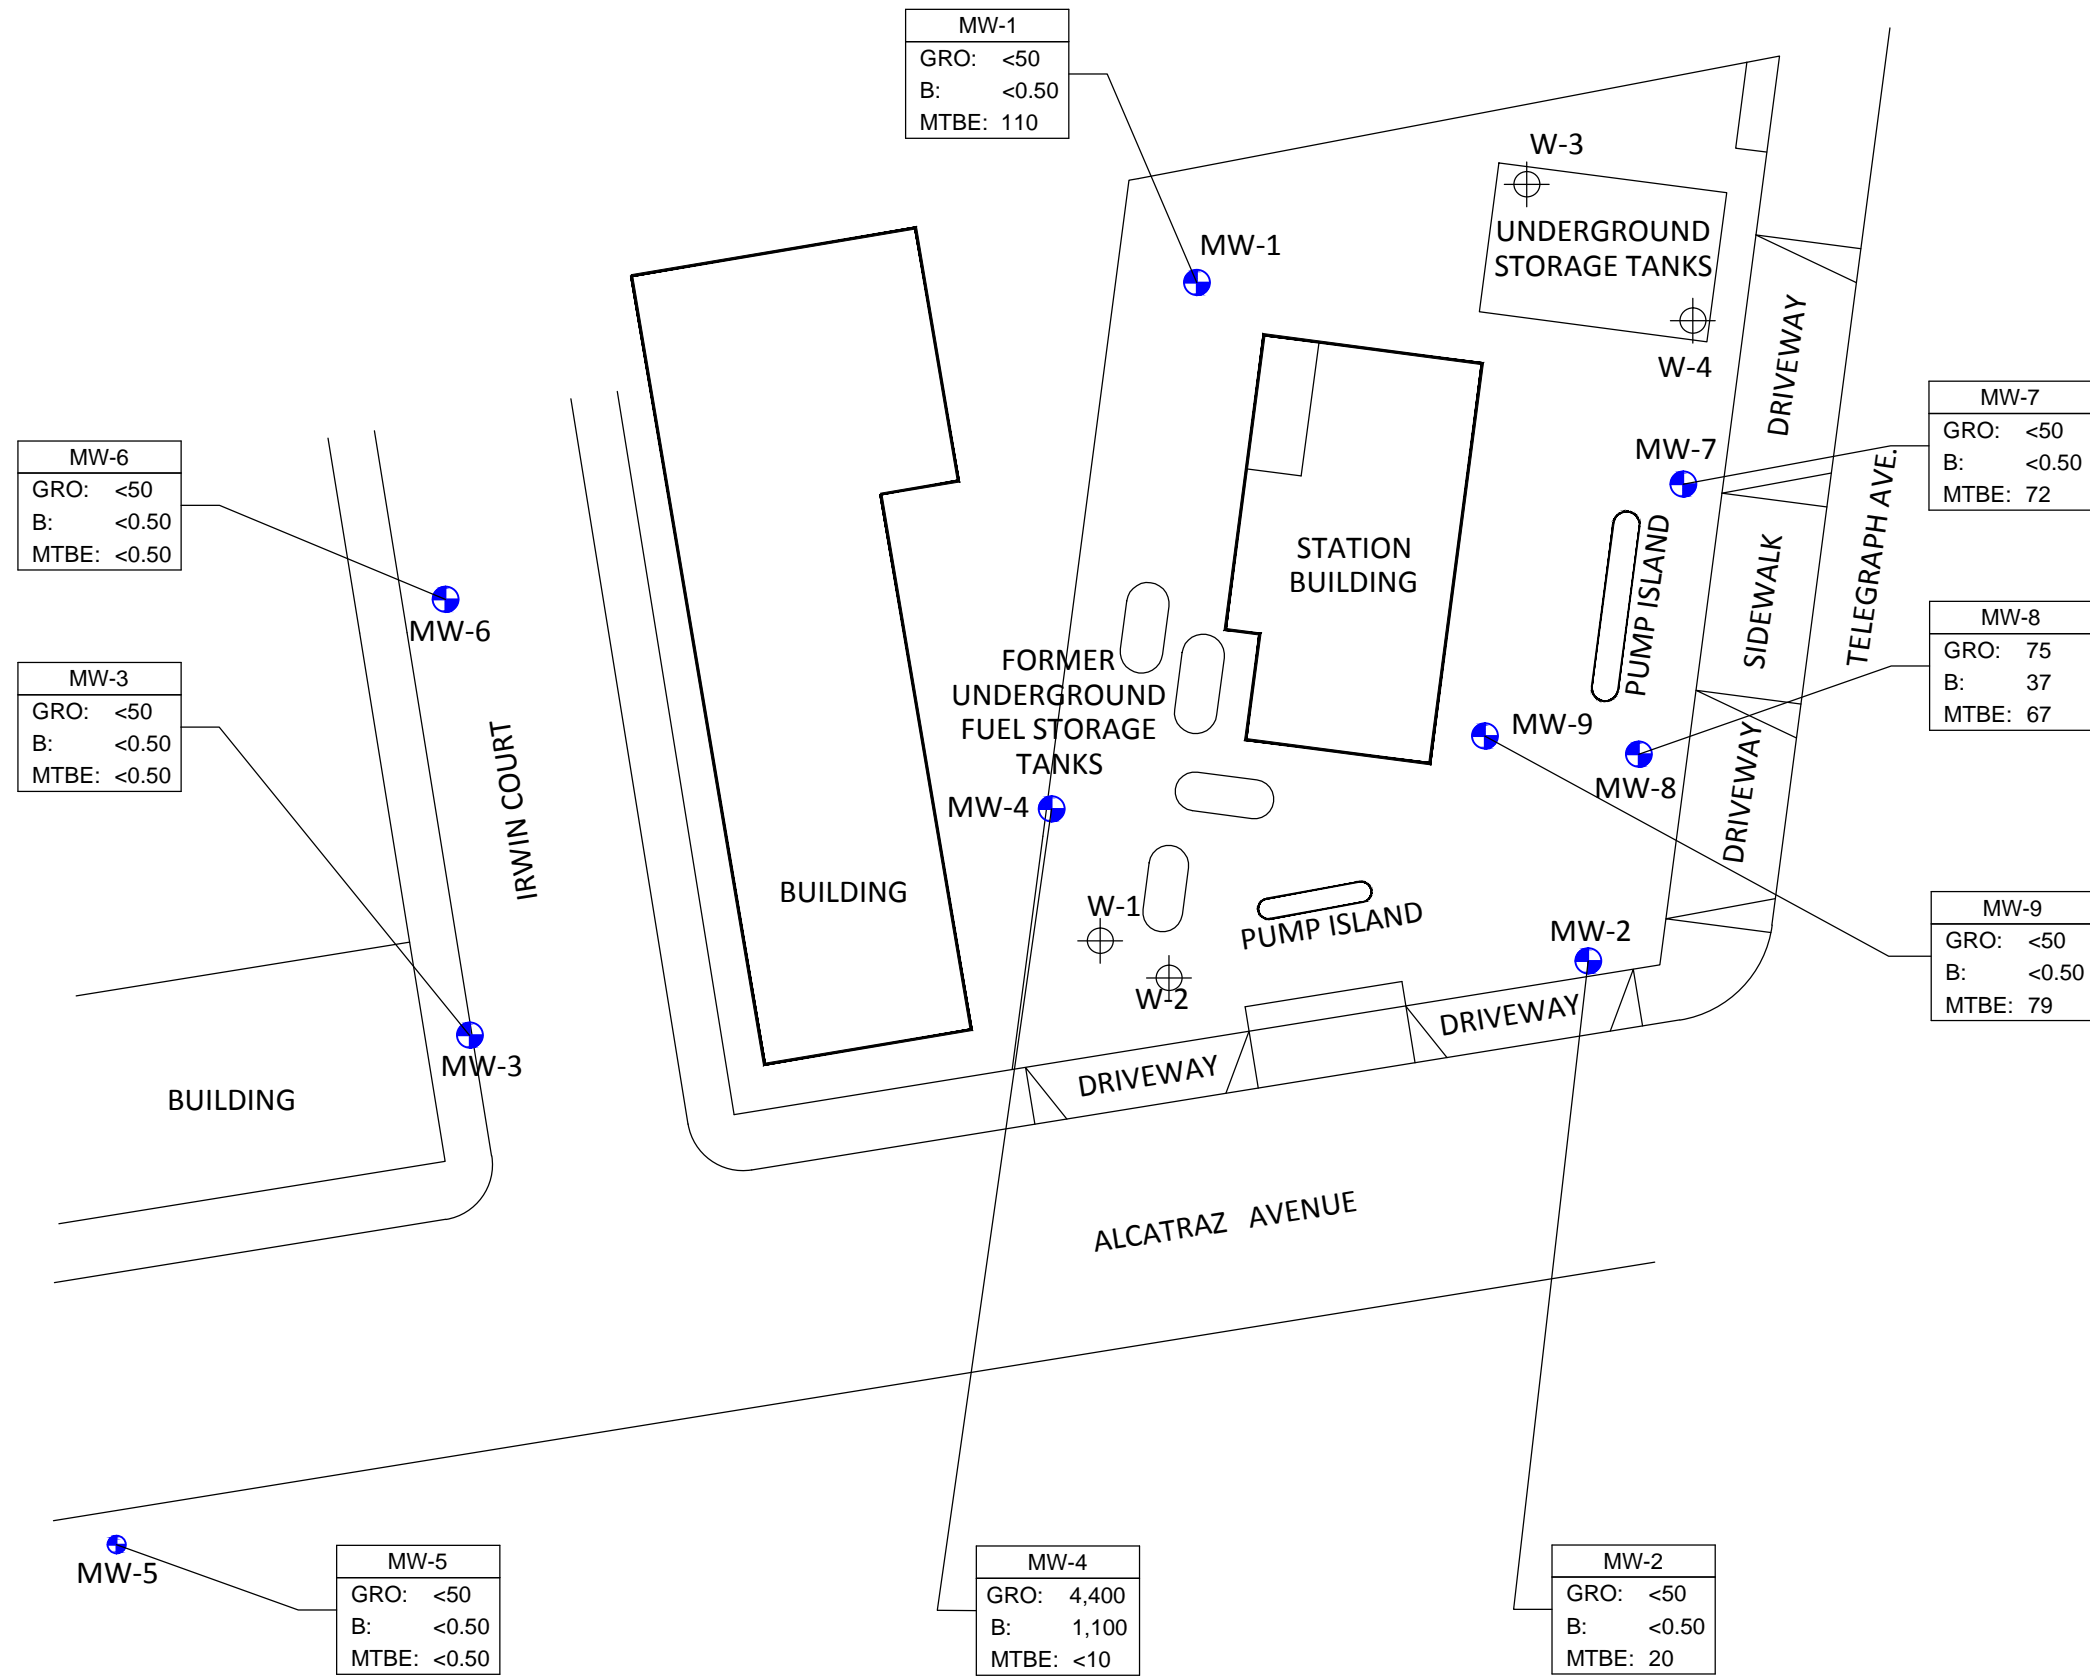 MW-1
GRO: <50
B: <0.50
MTBE: 110
W-3
UNDERGROUND
STORAGE TANKS
MW-1
W-4
DRIVEWAY
MW-7
GRO: <50
B: <0.50
MTBE: 72
MW-7
MW-6
GRO: <50
B: <0.50
MTBE: <0.50
MW-6
STATION
BUILDING
PUMP ISLAND
SIDEWALK
TELEGRAPH AVE.
MW-8
GRO: 75
B: 37
MTBE: 67
MW-3
GRO: <50
B: <0.50
MTBE: <0.50
FORMER
UNDERGROUND
FUEL STORAGE
TANKS
MW-9
MW-8
DRIVEWAY
MW-4
IRWIN COURT
BUILDING
W-1
PUMP ISLAND
MW-2
MW-9
GRO: <50
B: <0.50
MTBE: 79
W-2
DRIVEWAY
DRIVEWAY
MW-3
BUILDING
ALCATRAZ AVENUE
MW-5
MW-5
GRO: <50
B: <0.50
MTBE: <0.50
MW-4
GRO: 4,400
B: 1,100
MTBE: <10
MW-2
GRO: <50
B: <0.50
MTBE: 20